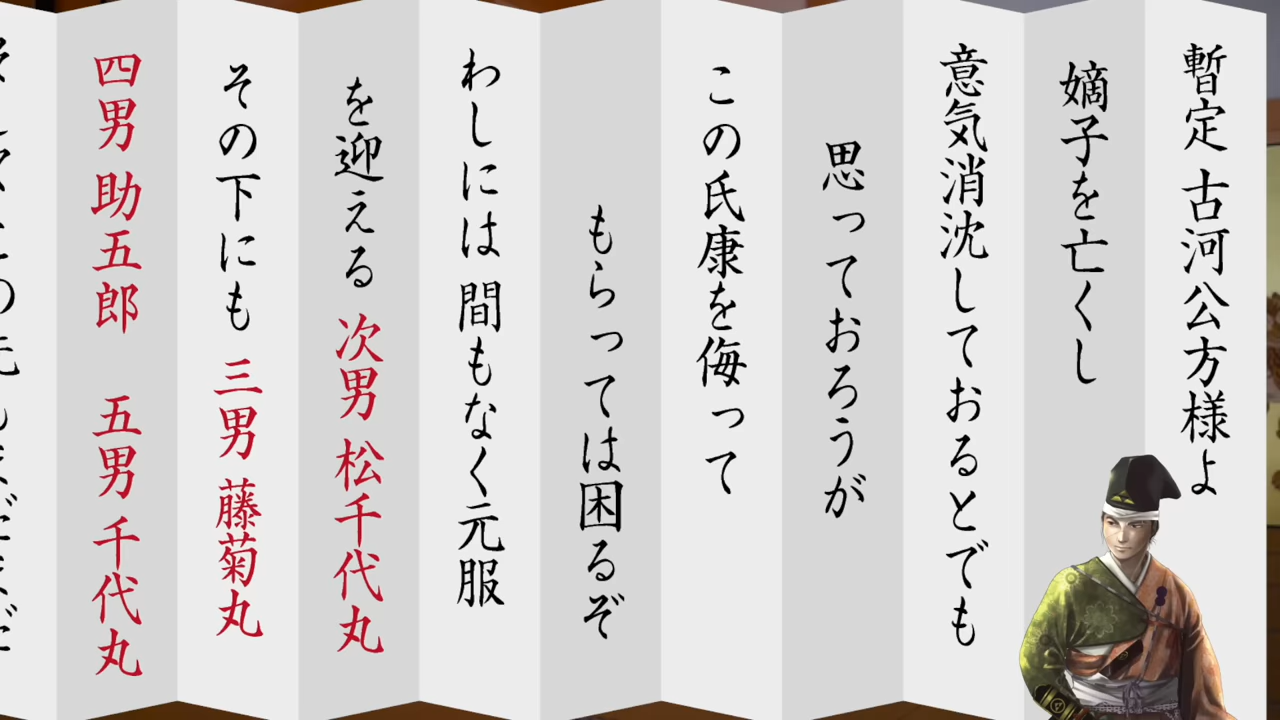 暫定 古河公方様よ
嫡子を亡くし
意気消沈しておるとでも
思っておろうが
この氏康を侮って
もらっては困るぞ
わしには 間もなく元服
を迎える 次男 松千代丸
その下にも 三男 藤菊丸
四男 助五郎 五男 千代丸